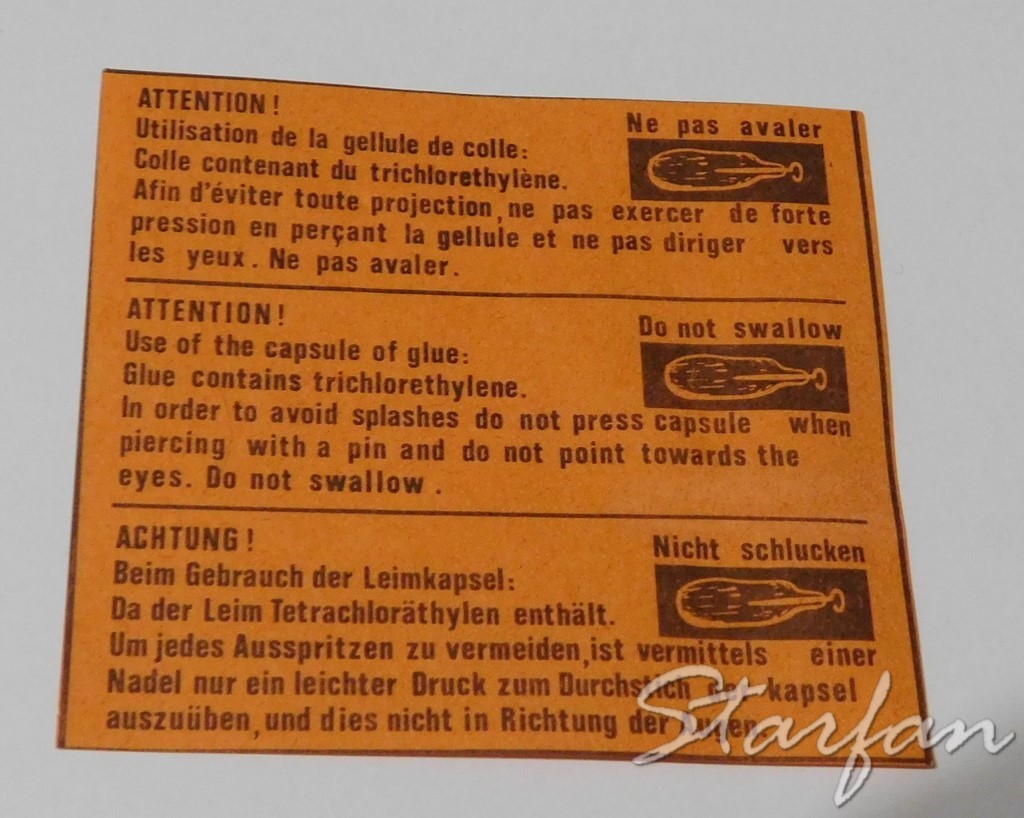 ATTENTION!
Utilisation de la gellule de colle:
Colle contenant du trichlorethylène.
Ne pas avaler
Afin d'éviter toute projection, ne pas exercer de forte
pression en perçant la gellule et ne pas diriger vers
les yeux. Ne pas avaler.
ATTENTION!
Use of the capsule of glue:
Glue contains trichlorethylene.
Do not swallow
In order to avoid splashes do not press capsule when
piercing with a pin and do not point towards the
eyes. Do not swallow.
ACHTUNG!
Beim Gebrauch der Leimkapsel:
Da der Leim Tetrachloräthylen enthält.
Nicht schlucken
Um jedes Ausspritzen zu vermeiden, ist vermittels einer
Nadel nur ein leichter Druck zum Durchstich der kapsel
auszuüben, und dies nicht in Richtung der Augen.
Starfan